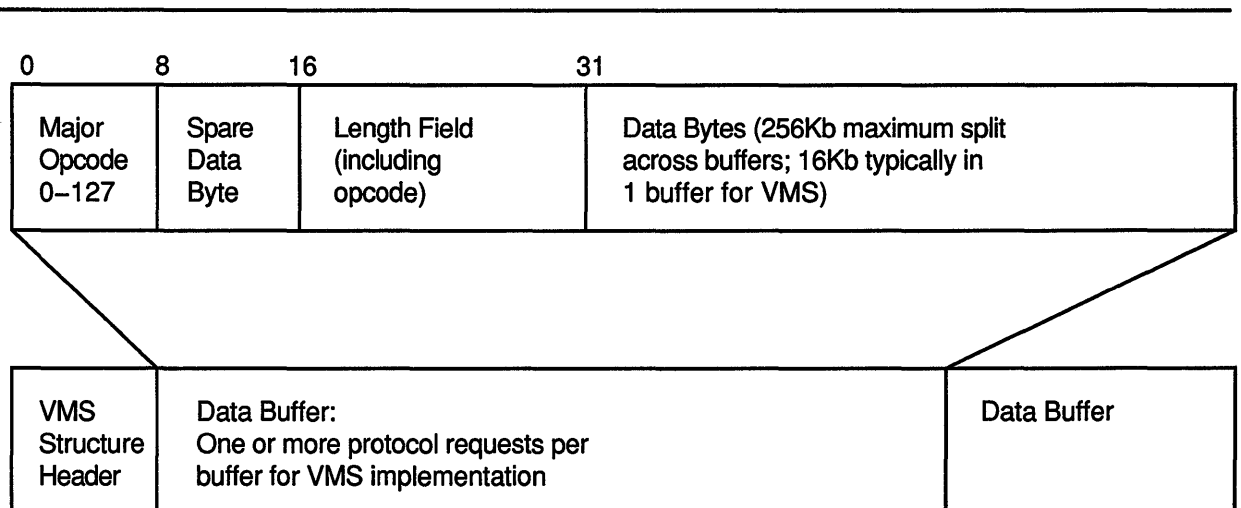 0 8 16 31
Major
Opcode
0–127
Spare
Data
Byte
Length Field
(including
opcode)
Data Bytes (256Kb maximum split
across buffers; 16Kb typically in
1 buffer for VMS)
VMS
Structure
Header
Data Buffer:
One or more protocol requests per
buffer for VMS implementation
Data Buffer